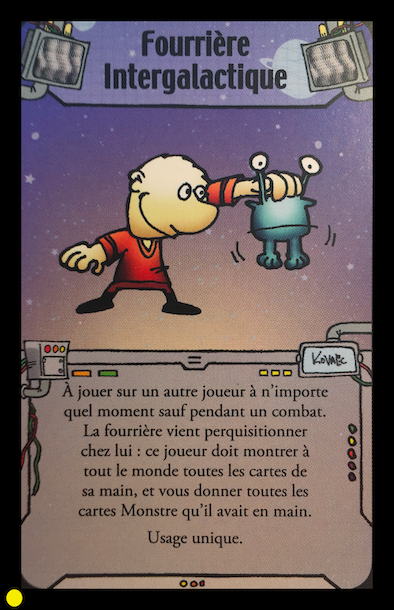 Fourrière
Intergalactique
KOVALIC
À jouer sur un autre joueur à n'importe
quel moment sauf pendant un combat.
La fourrière vient perquisitionner
chez lui : ce joueur doit montrer à
tout le monde toutes les cartes de
sa main, et vous donner toutes les
cartes Monstre qu'il avait en main.
Usage unique.